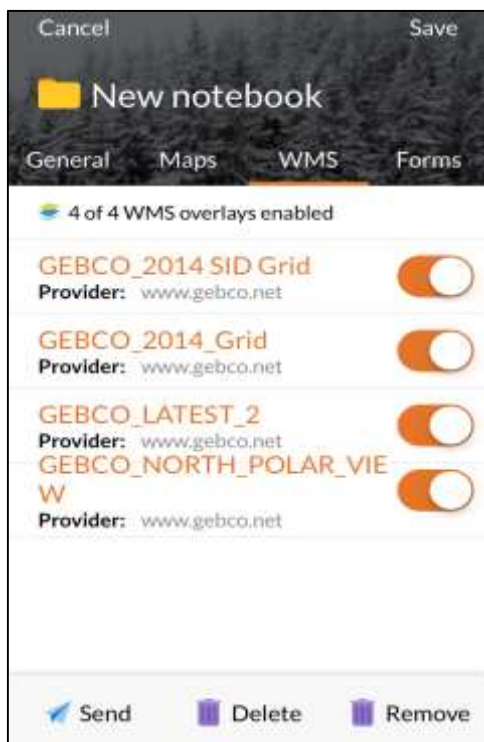 Cancel Save
New notebook
General Maps WMS Forms
4 of 4 WMS overlays enabled
GEBCO_2014 SID Grid
Provider: www.gebco.net
GEBCO_2014_Grid
Provider: www.gebco.net
GEBCO_LATEST_2
Provider: www.gebco.net
GEBCO_NORTH_POLAR_VIE
W
Provider: www.gebco.net
Send Delete Remove